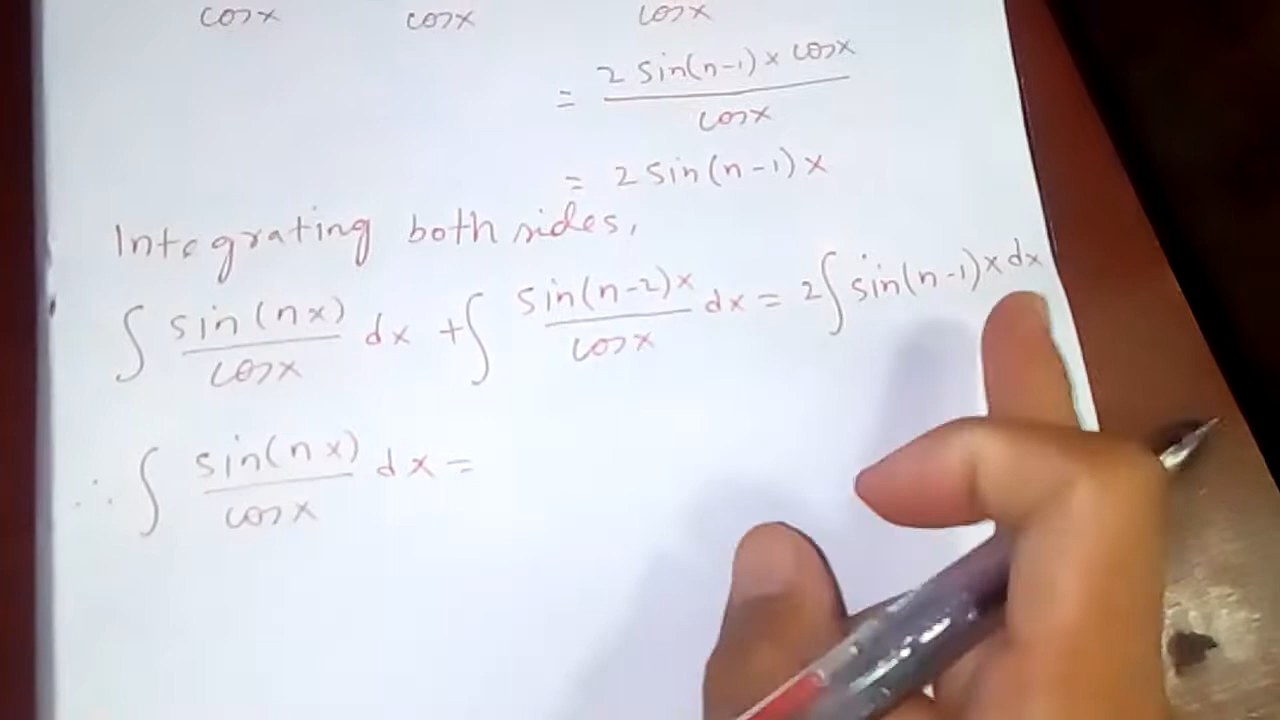 cosx cosx cosx
= 2 sin(n-1)x cosx / cosx
= 2 sin(n-1)x
Integrating both sides,
∫ sin(nx)/cosx dx + ∫ sin(n-2)x/cosx dx = 2∫ sin(n-1)x dx
∴ ∫ sin(nx)/cosx dx =